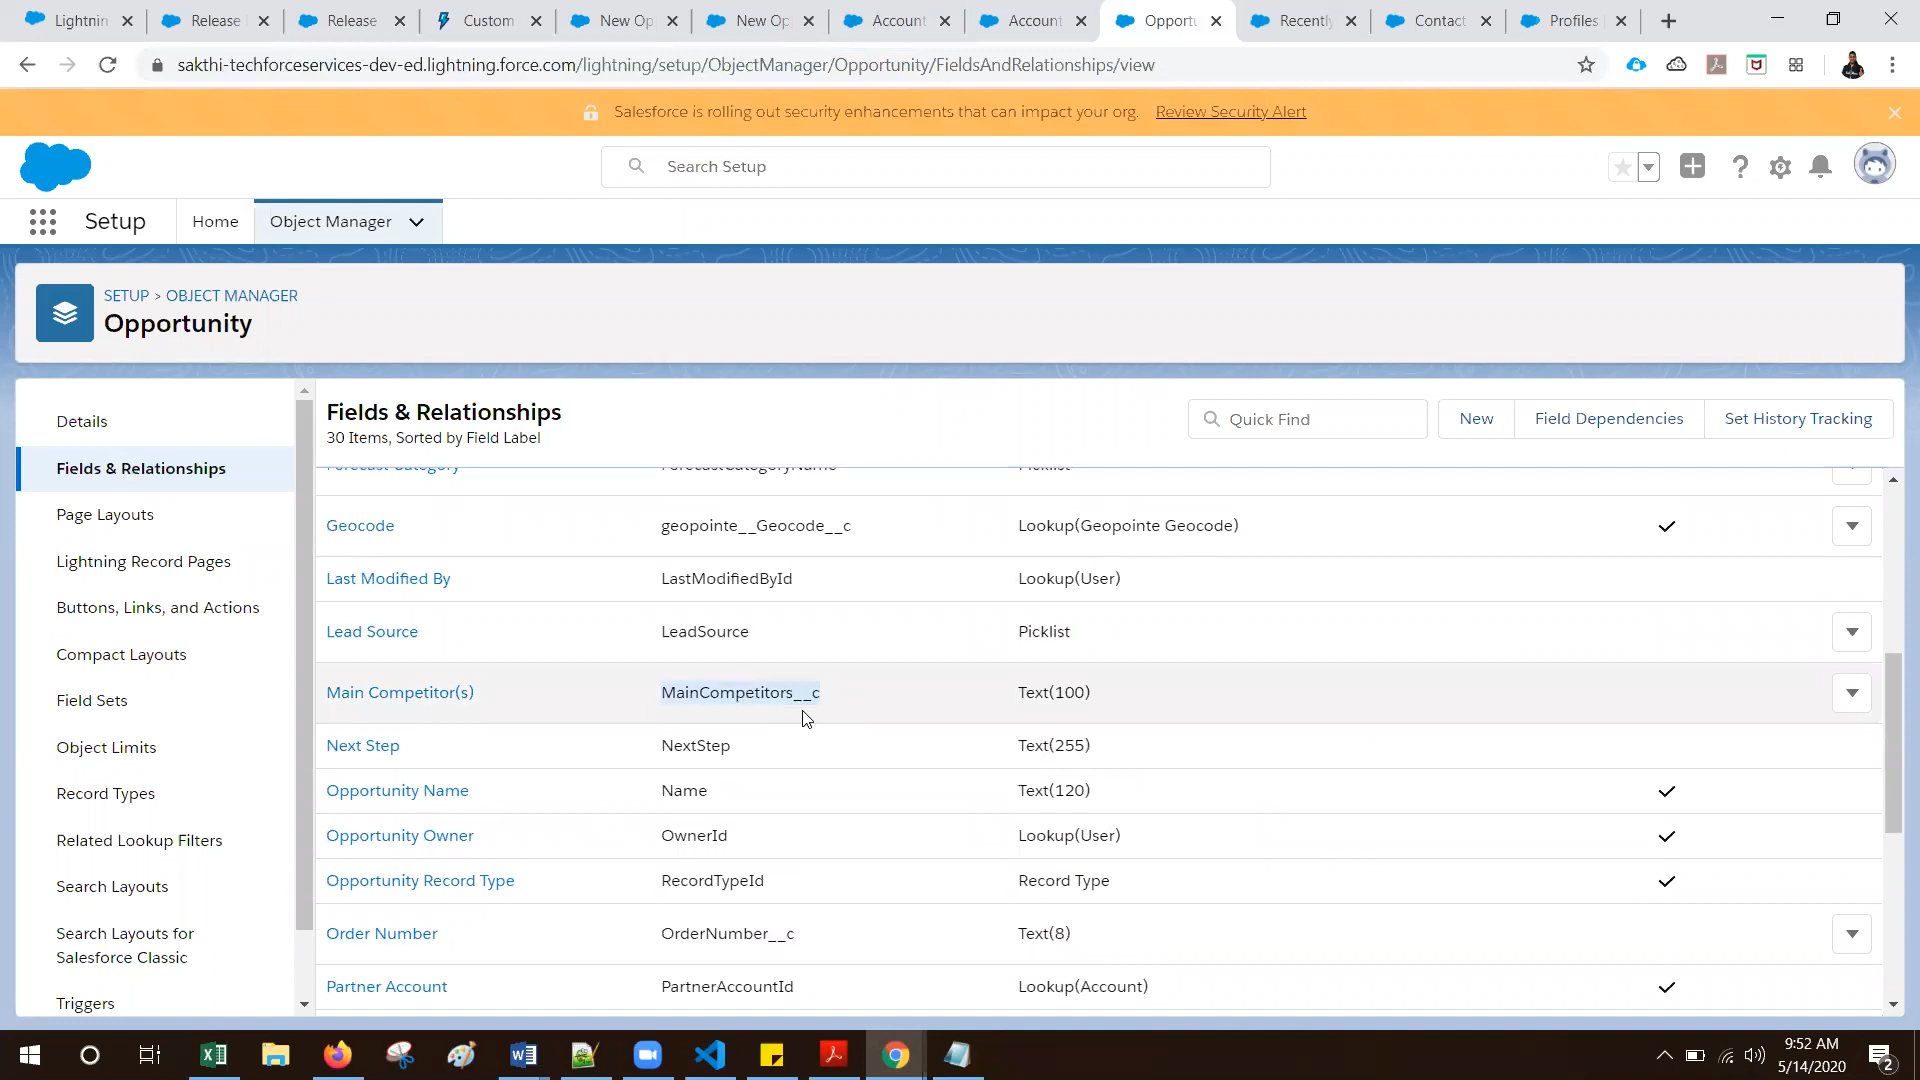 Lightnin
Release
Release
Custom
New Op
New Op
Account
Account
Opportu
Recently
Contact
Profiles
sakthi-techforceservices-dev-ed.lightning.force.com/lightning/setup/ObjectManager/Opportunity/FieldsAndRelationships/view
Salesforce is rolling out security enhancements that can impact your org. Review Security Alert
Search Setup
Setup
Home
Object Manager
SETUP > OBJECT MANAGER
Opportunity
Details
Fields & Relationships
Page Layouts
Lightning Record Pages
Buttons, Links, and Actions
Compact Layouts
Field Sets
Object Limits
Record Types
Related Lookup Filters
Search Layouts
Search Layouts for
Salesforce Classic
Triggers
Fields & Relationships
30 Items, Sorted by Field Label
Quick Find
New
Field Dependencies
Set History Tracking
Forecast Category ForecastCategoryName Picklist
Geocode geopointe__Geocode__c Lookup(Geopointe Geocode)
Last Modified By LastModifiedById Lookup(User)
Lead Source LeadSource Picklist
Main Competitor(s) MainCompetitors__c Text(100)
Next Step NextStep Text(255)
Opportunity Name Name Text(120)
Opportunity Owner OwnerId Lookup(User)
Opportunity Record Type RecordTypeId Record Type
Order Number OrderNumber__c Text(8)
Partner Account PartnerAccountId Lookup(Account)
9:52 AM
5/14/2020
2